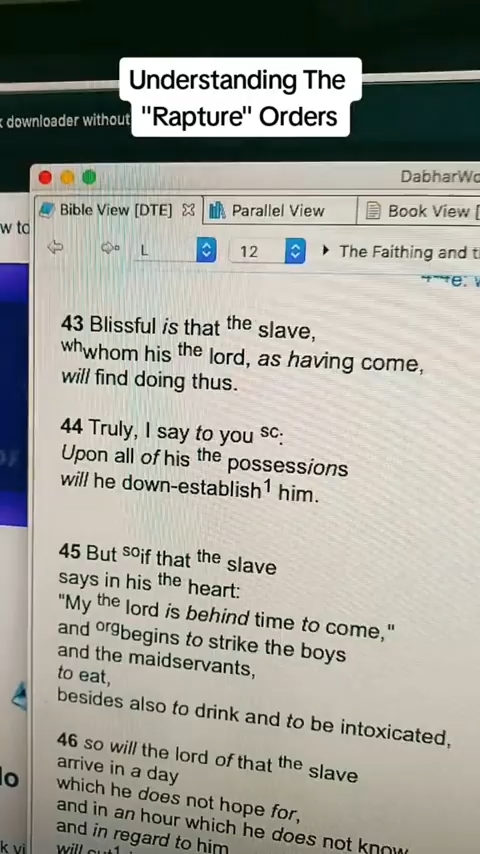 Understanding The
"Rapture" Orders
downloader without
DabharWo
Bible View [DTE]
Parallel View
Book View [
w to
L
12
The Faithing and t
43 Blissful is that the slave,
whwhom his the lord, as having come,
will find doing thus.
44 Truly, I say to you sc:
Upon all of his the possessions
will he down-establish1 him.
45 But soif that the slave
says in his the heart:
"My the lord is behind time to come,"
and orgbegins to strike the boys
and the maidservants,
to eat,
besides also to drink and to be intoxicated,
46 so will the lord of that the slave
arrive in a day
which he does not hope for,
and in an hour which he does not know
and in regard to him